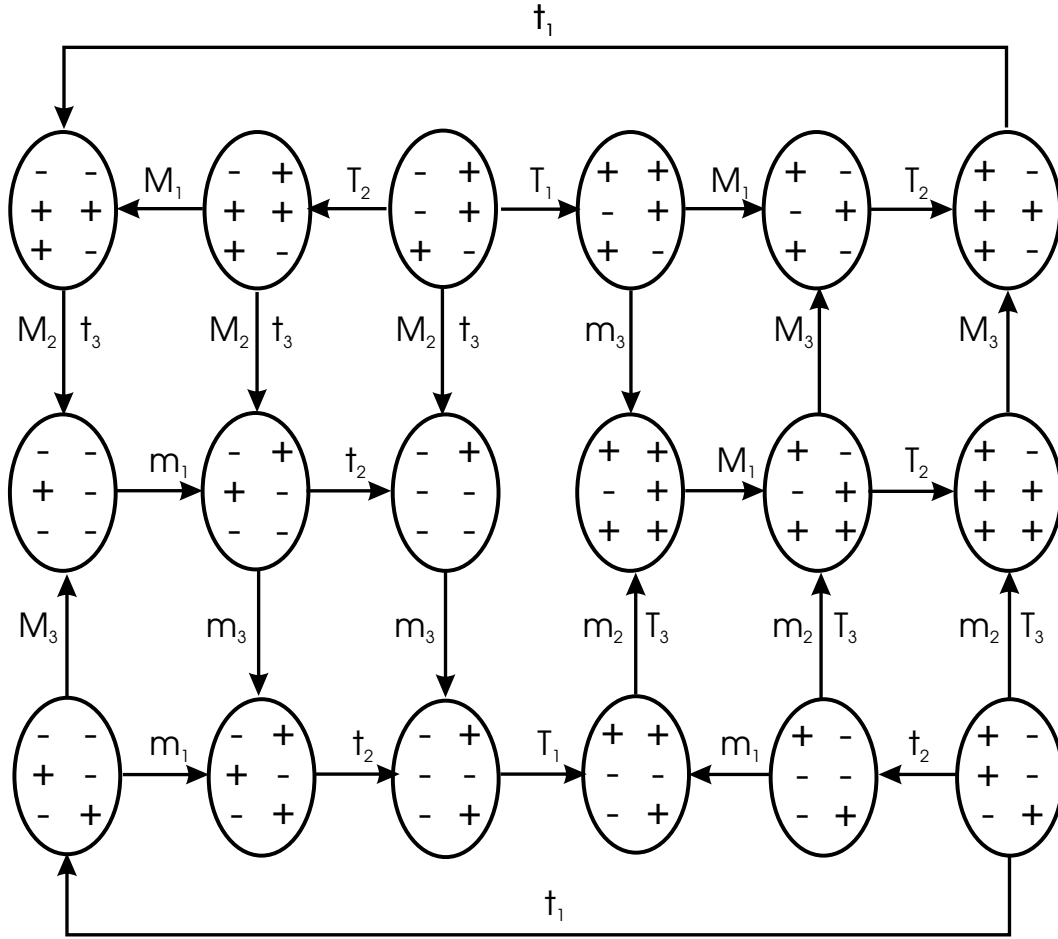 t₁
- - - + - + + + + - + -
M₁ T₂ T₁ M₁ T₂
+ + + + - + - + - + + +
+ - + - + - + - + - + -
M₂ t₃ M₂ t₃ M₂ t₃ m₃ M₃ M₃
- - - + - + + + + - + -
m₁ t₂ M₁ T₂
+ - + - - - - + - + + +
- - - - - - + + + + + +
M₃ m₃ m₃ m₂ T₃ m₂ T₃ m₂ T₃
- - - + - + + + + - + -
m₁ t₂ T₁ m₁ t₂
+ - + - - - - - - - + -
- + - + - + - + - + - +
t₁